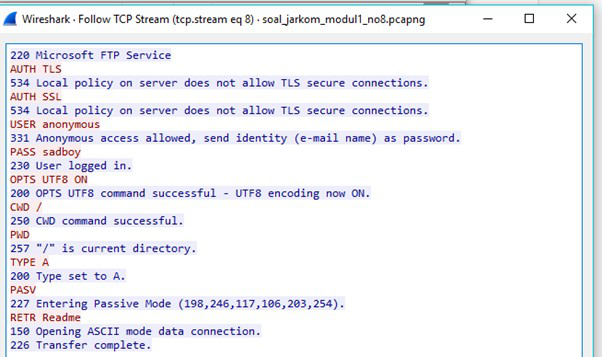 Wireshark · Follow TCP Stream (tcp.stream eq 8) · soal_jarkom_modul1_no8.pcapng
220 Microsoft FTP Service
AUTH TLS
534 Local policy on server does not allow TLS secure connections.
AUTH SSL
534 Local policy on server does not allow TLS secure connections.
USER anonymous
331 Anonymous access allowed, send identity (e-mail name) as password.
PASS sadboy
230 User logged in.
OPTS UTF8 ON
200 OPTS UTF8 command successful - UTF8 encoding now ON.
CWD /
250 CWD command successful.
PWD
257 "/" is current directory.
TYPE A
200 Type set to A.
PASV
227 Entering Passive Mode (198,246,117,106,203,254).
RETR Readme
150 Opening ASCII mode data connection.
226 Transfer complete.